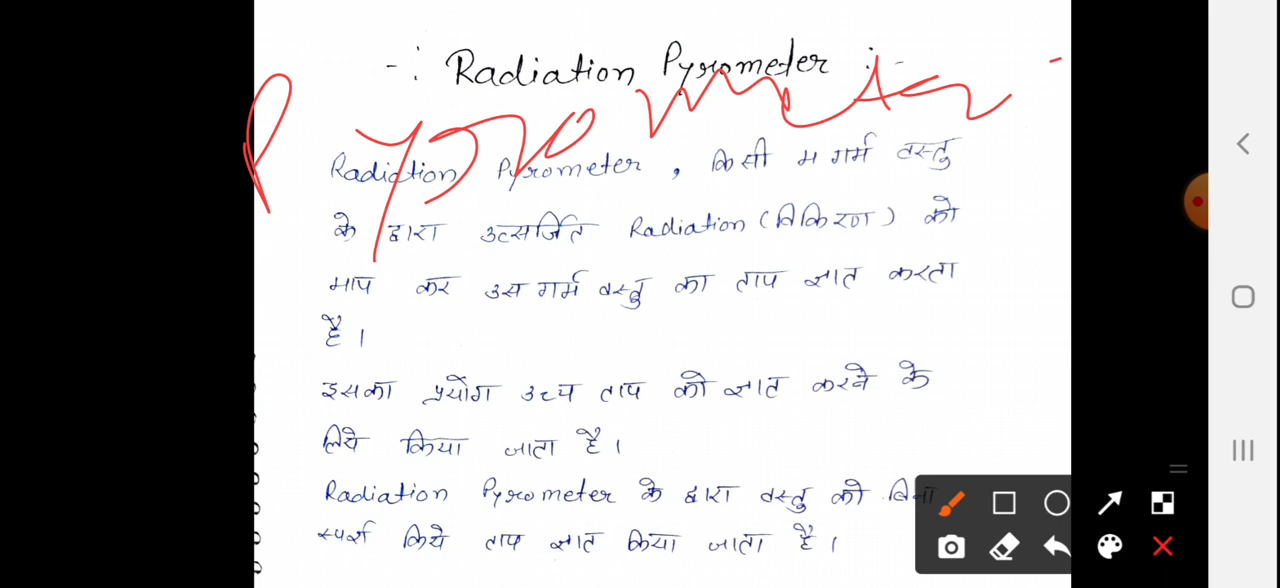 -: Radiation Pyrometer :-
Pyrometer -
Radiation Pyrometer, किसी म गर्म वस्तु
के द्वारा उत्सर्जित Radiation (विकिरण) को
माप कर उस गर्म वस्तु का ताप ज्ञात करता
है।
इसका प्रयोग उच्च ताप को ज्ञात करने के
लिये किया जाता है।
Radiation Pyrometer के द्वारा वस्तु को बिना
स्पर्श किये ताप ज्ञात किया जाता है।